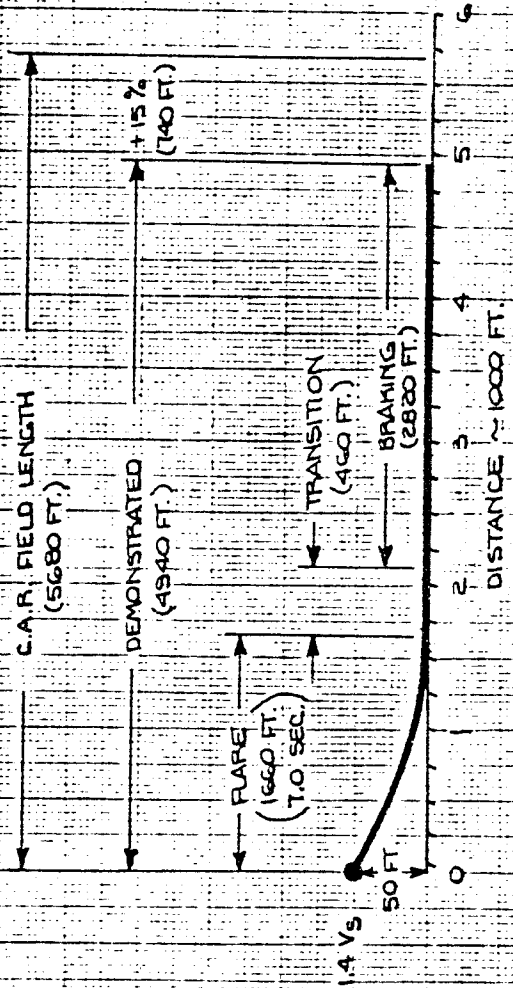 C.A.R. FIELD LENGTH
(5680 FT.)
DEMONSTRATED
(4940 FT.)
+15%
(740 FT.)
FLARE
(1660 FT.
7.0 SEC.)
TRANSITION
(460 FT.)
BRAKING
(2820 FT.)
1.4 Vs
50 FT
0 1 2 3 4 5 6
DISTANCE ~ 1000 FT.